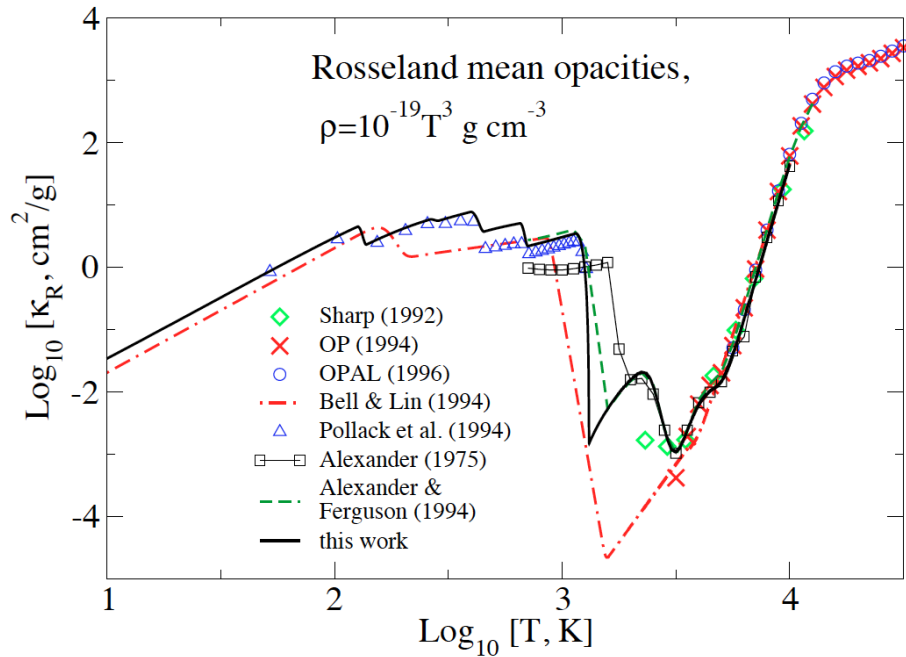 4
2
0
-2
-4
Log₁₀ [κ_R, cm²/g]
Rosseland mean opacities,
ρ=10⁻¹⁹T³ g cm⁻³
Sharp (1992)
OP (1994)
OPAL (1996)
Bell & Lin (1994)
Pollack et al. (1994)
Alexander (1975)
Alexander &
Ferguson (1994)
this work
1
2
3
4
Log₁₀ [T, K]